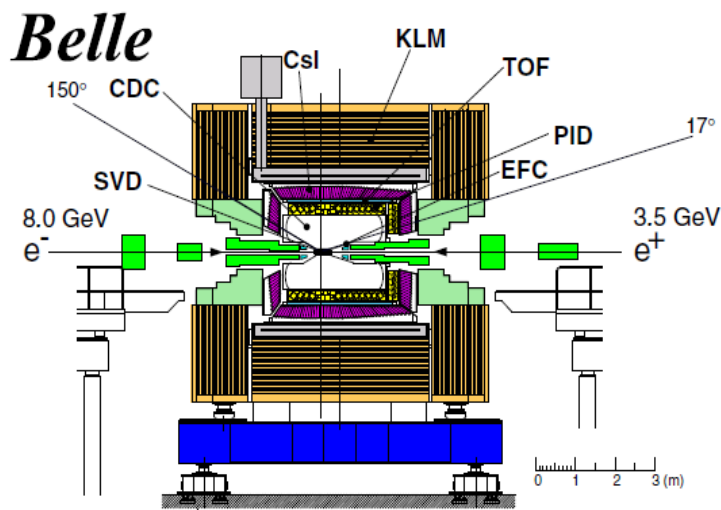 Belle
CsI
KLM
TOF
150°
CDC
PID
17°
SVD
EFC
8.0 GeV
e-
3.5 GeV
e+
0 1 2 3 (m)